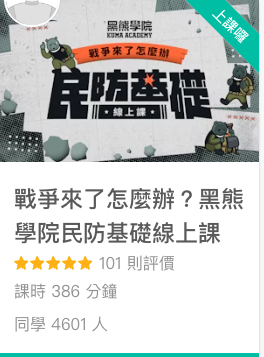 上課囉
黑熊學院
KUMA ACADEMY
戰爭來了怎麼辦
民防基礎
線上課
戰爭來了怎麼辦？黑熊
學院民防基礎線上課
101 則評價
課時 386 分鐘
同學 4601 人